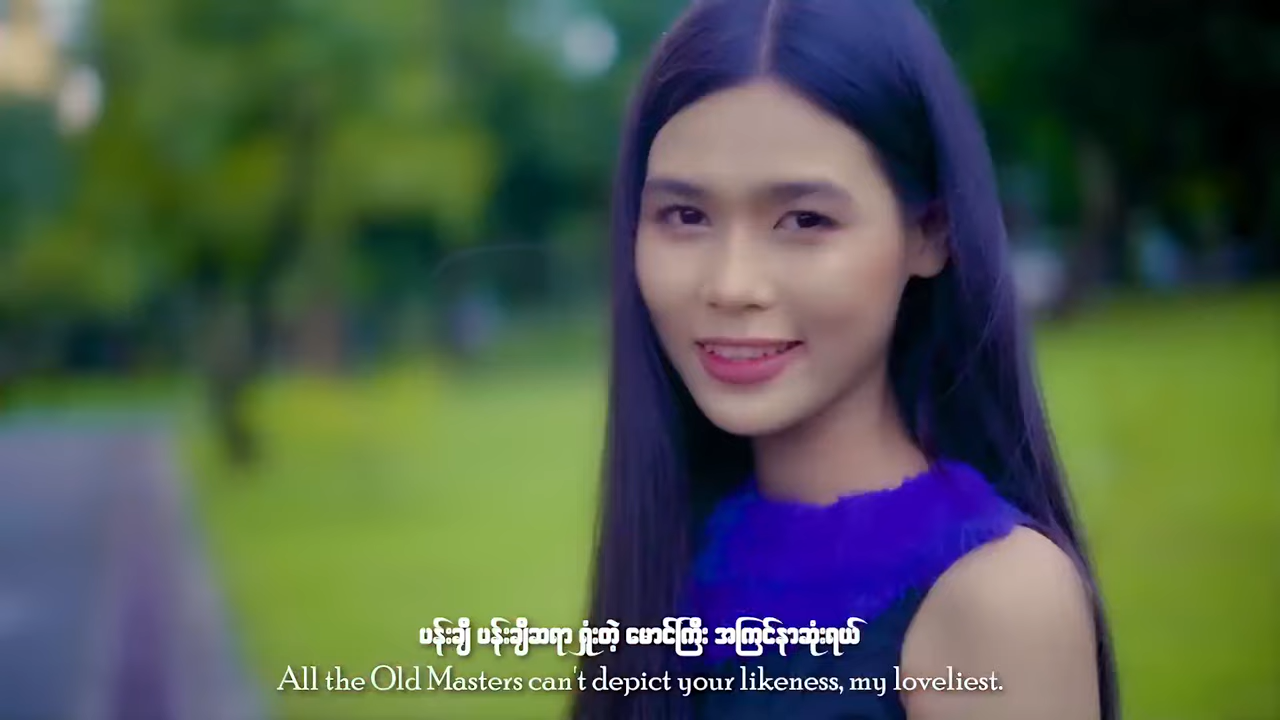 ပန်းချီ ပန်းချီဆရာ ရှုံးတဲ့ မောင်ကြီး အကြင်နာဆုံးရယ်
All the Old Masters can't depict your likeness, my loveliest.